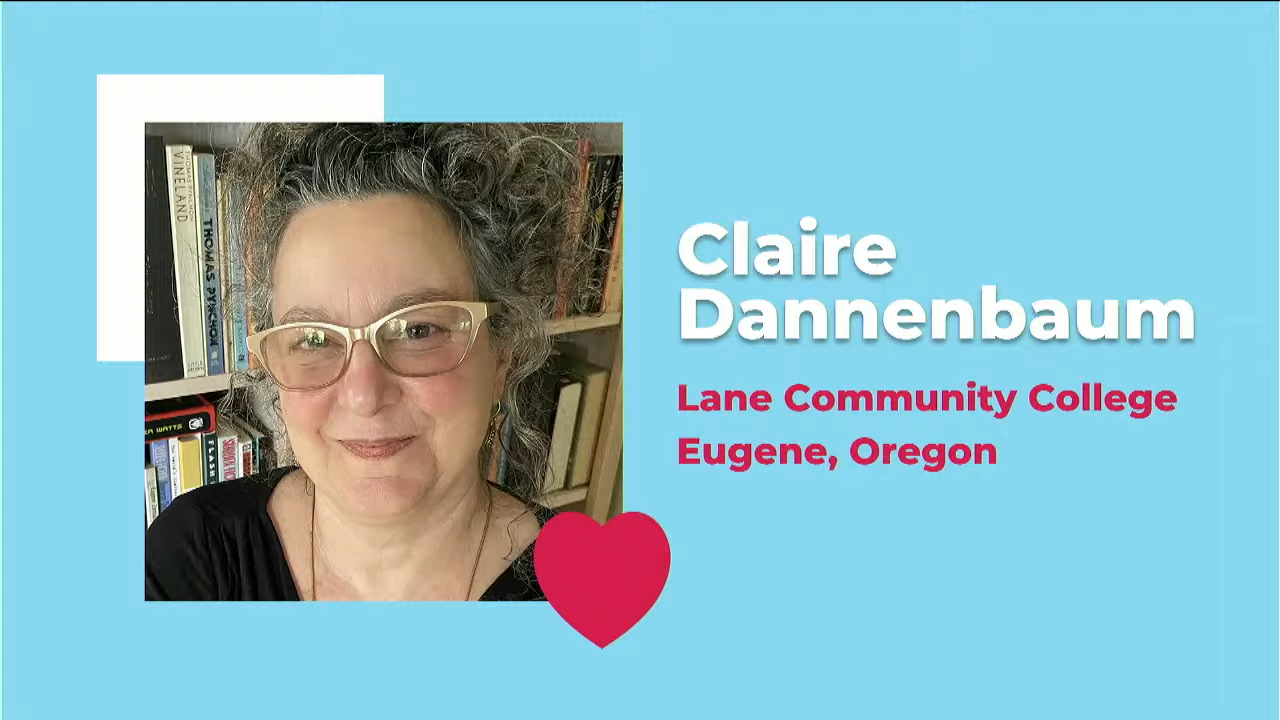 Claire
Dannenbaum
Lane Community College
Eugene, Oregon
VINELAND
THOMAS PYNCHON